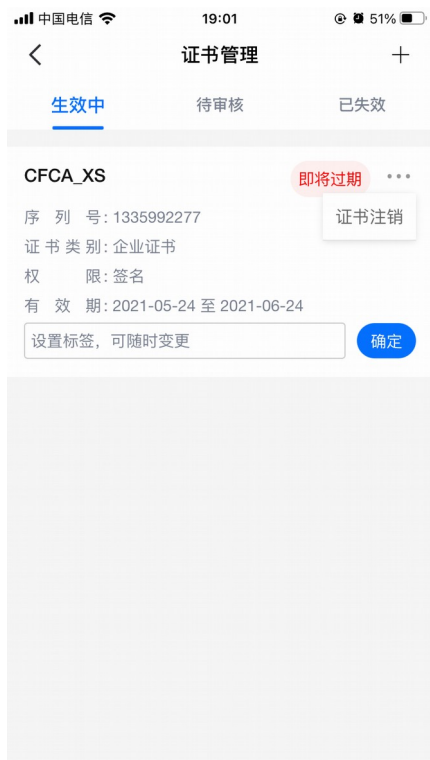 中国电信 19:01 51%
证书管理
生效中 待审核 已失效
CFCA_XS 即将过期
序列号:1335992277 证书注销
证书类别:企业证书
权限:签名
有效期:2021-05-24 至 2021-06-24
设置标签，可随时变更 确定